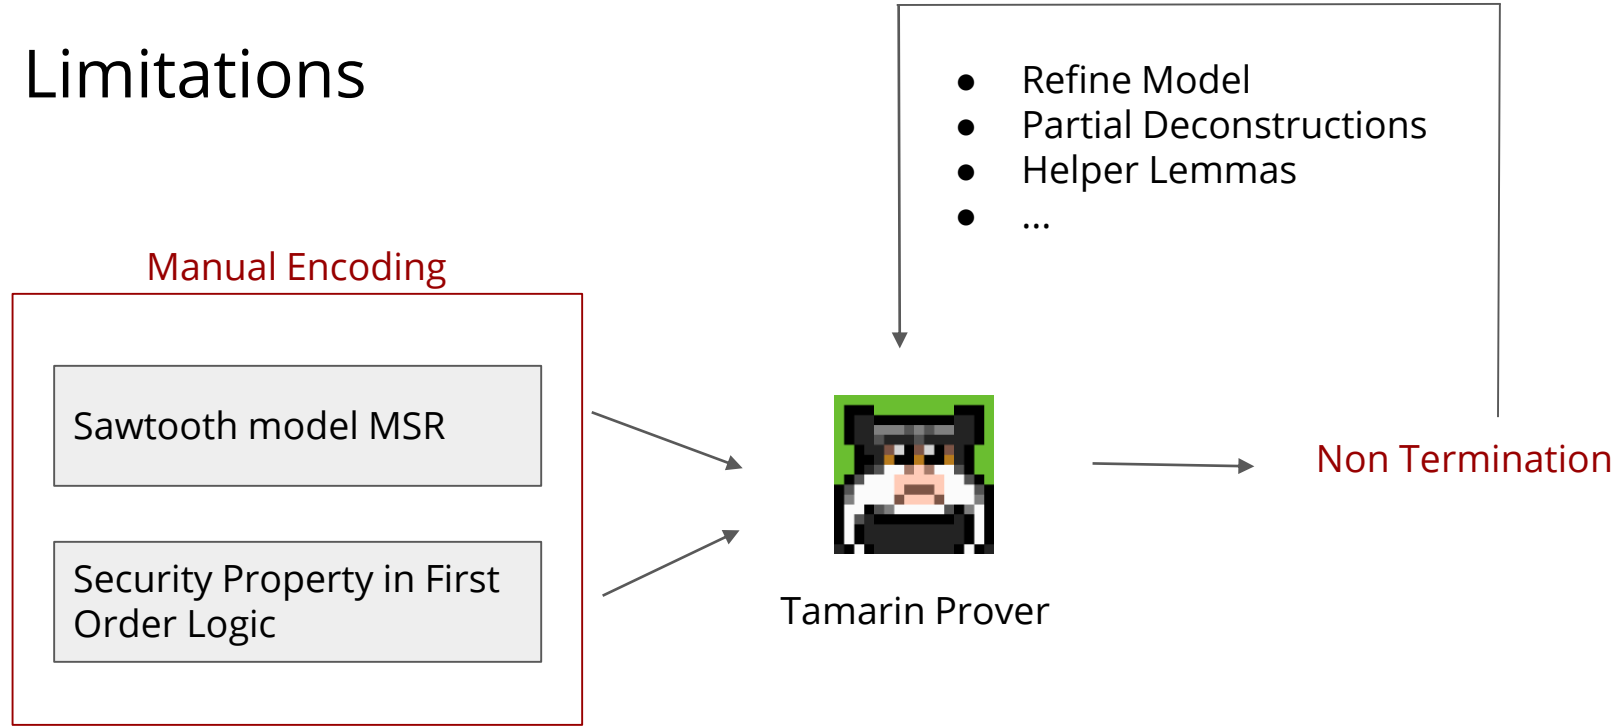 Limitations
● Refine Model
● Partial Deconstructions
● Helper Lemmas
● ...
Manual Encoding
Sawtooth model MSR
Security Property in First
Order Logic
Tamarin Prover
Non Termination